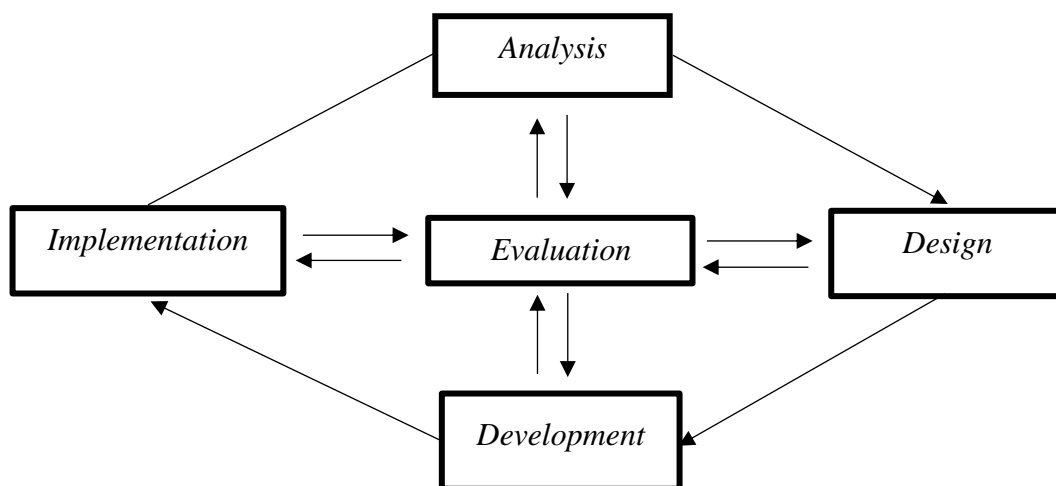 Analysis
Implementation
Evaluation
Design
Development